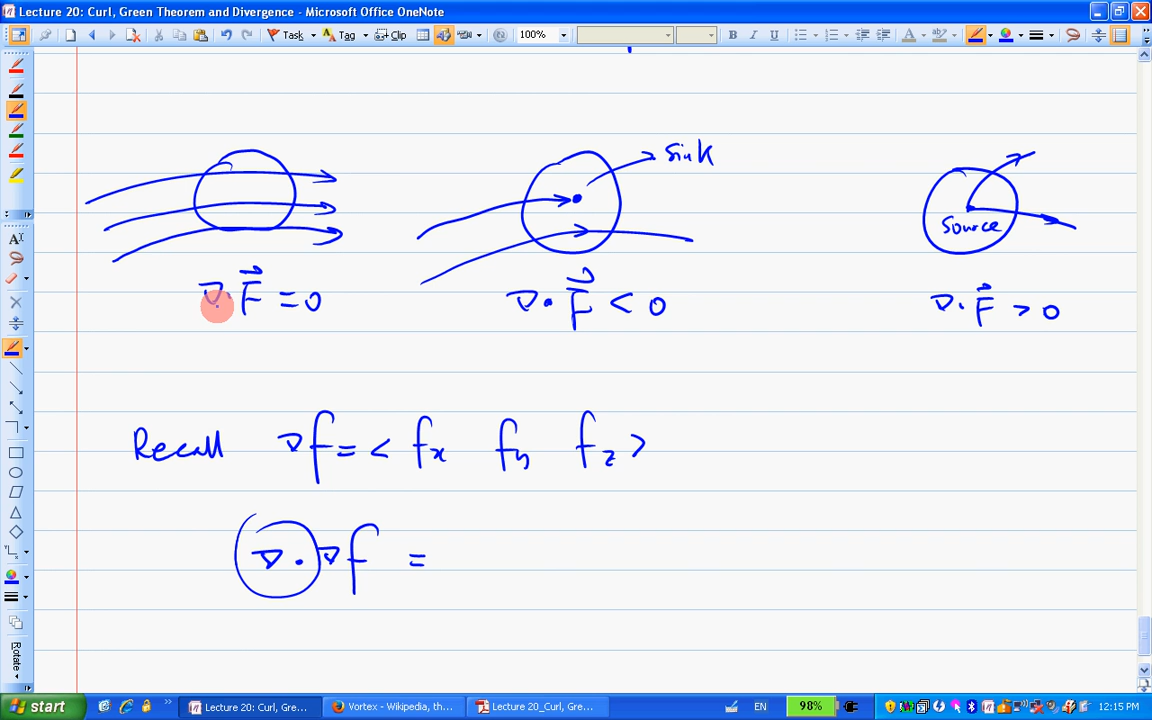 Lecture 20: Curl, Green Theorem and Divergence - Microsoft Office OneNote
Task Tag Clip 100% B I U A ab
sink
source
∇·F⃗ = 0
∇·F⃗ < 0
∇·F⃗ > 0
Recall ∇f = < fx fy fz >
∇·∇f =
Rotate
start Lecture 20: Curl, Gre... Vortex - Wikipedia, th... Lecture 20_Curl, Gre... 98% EN 12:15 PM